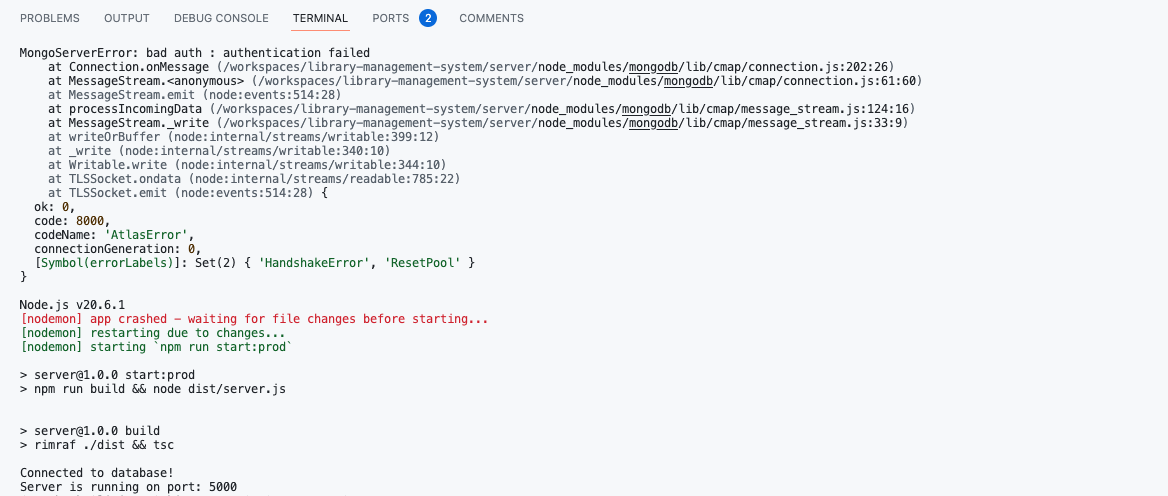 PROBLEMS OUTPUT DEBUG CONSOLE TERMINAL PORTS 2 COMMENTS
MongoServerError: bad auth : authentication failed
    at Connection.onMessage (/workspaces/library-management-system/server/node_modules/mongodb/lib/cmap/connection.js:202:26)
    at MessageStream.<anonymous> (/workspaces/library-management-system/server/node_modules/mongodb/lib/cmap/connection.js:61:60)
    at MessageStream.emit (node:events:514:28)
    at processIncomingData (/workspaces/library-management-system/server/node_modules/mongodb/lib/cmap/message_stream.js:124:16)
    at MessageStream._write (/workspaces/library-management-system/server/node_modules/mongodb/lib/cmap/message_stream.js:33:9)
    at writeOrBuffer (node:internal/streams/writable:399:12)
    at _write (node:internal/streams/writable:340:10)
    at Writable.write (node:internal/streams/writable:344:10)
    at TLSSocket.ondata (node:internal/streams/readable:785:22)
    at TLSSocket.emit (node:events:514:28) {
  ok: 0,
  code: 8000,
  codeName: 'AtlasError',
  connectionGeneration: 0,
  [Symbol(errorLabels)]: Set(2) { 'HandshakeError', 'ResetPool' }
}
Node.js v20.6.1
[nodemon] app crashed - waiting for file changes before starting...
[nodemon] restarting due to changes...
[nodemon] starting `npm run start:prod`
> server@1.0.0 start:prod
> npm run build && node dist/server.js
> server@1.0.0 build
> rimraf ./dist && tsc
Connected to database!
Server is running on port: 5000